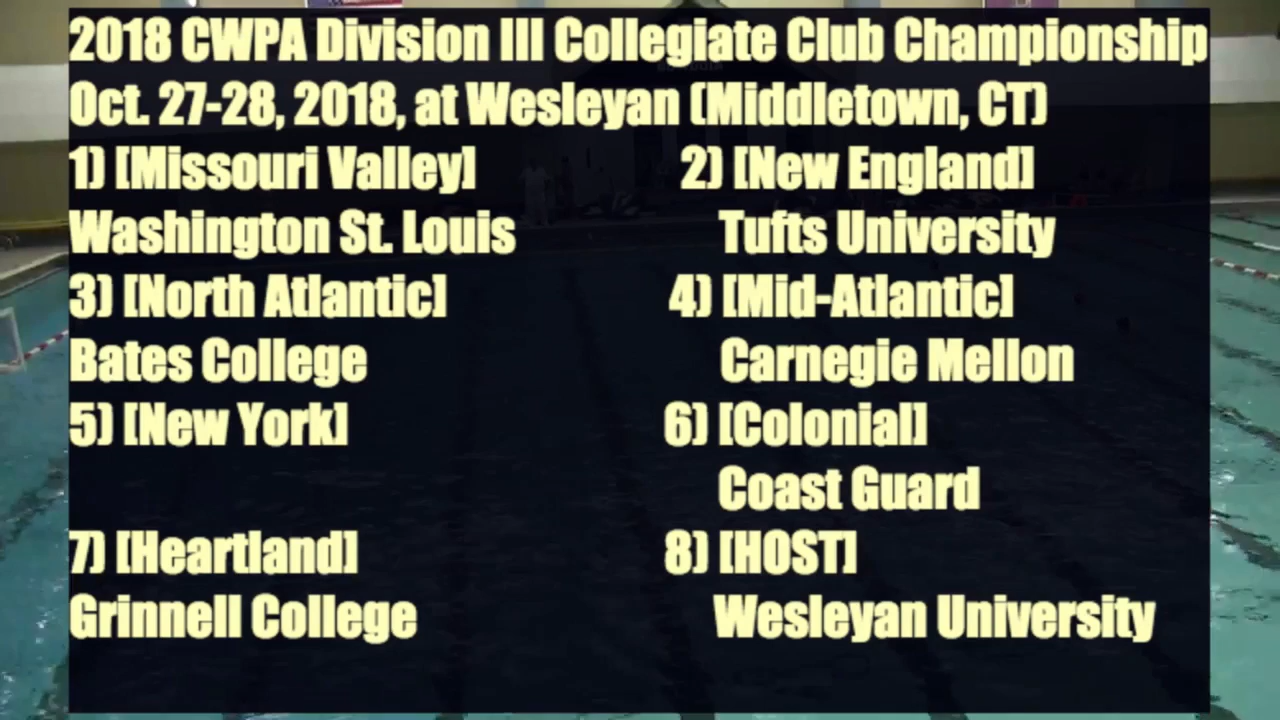 2018 CWPA Division III Collegiate Club Championship
Oct. 27-28, 2018, at Wesleyan (Middletown, CT)
1) [Missouri Valley] 2) [New England]
Washington St. Louis Tufts University
3) [North Atlantic] 4) [Mid-Atlantic]
Bates College Carnegie Mellon
5) [New York] 6) [Colonial]
Coast Guard
7) [Heartland] 8) [HOST]
Grinnell College Wesleyan University